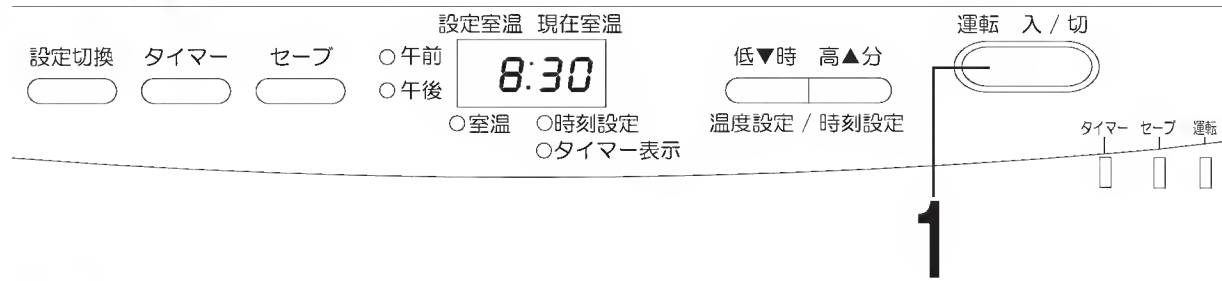 設定室温 現在室温
運転 入 / 切
設定切換 タイマー セーブ
○午前
○午後
8:30
低▼時 高▲分
○室温 ○時刻設定
○タイマー表示
温度設定 / 時刻設定
タイマー セーブ 運転
1